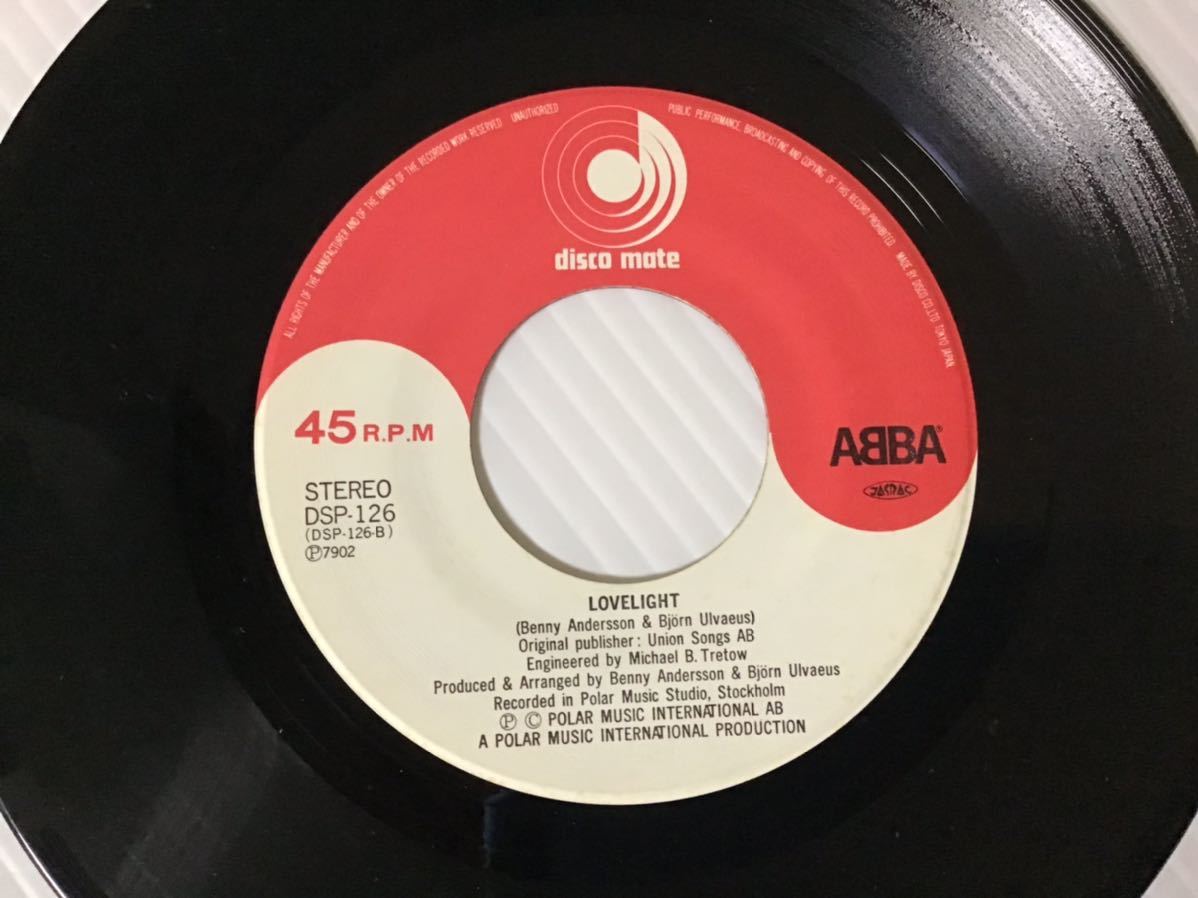 ALL RIGHTS OF THE MANUFACTURER AND OF THE OWNER OF THE RECORDED WORK RESERVED UNAUTHORIZED PUBLIC PERFORMANCE, BROADCASTING AND COPYING OF THIS RECORD PROHIBITED. MADE BY DISCO CO., LTD. TOKYO JAPAN.
disco mate
45 R.P.M
ABBA®
JASRAC
STEREO
DSP-126
(DSP-126-B)
Ⓟ7902
LOVELIGHT
(Benny Andersson & Björn Ulvaeus)
Original publisher: Union Songs AB
Engineered by Michael B. Tretow
Produced & Arranged by Benny Andersson & Björn Ulvaeus
Recorded in Polar Music Studio, Stockholm
Ⓟ © POLAR MUSIC INTERNATIONAL AB
A POLAR MUSIC INTERNATIONAL PRODUCTION